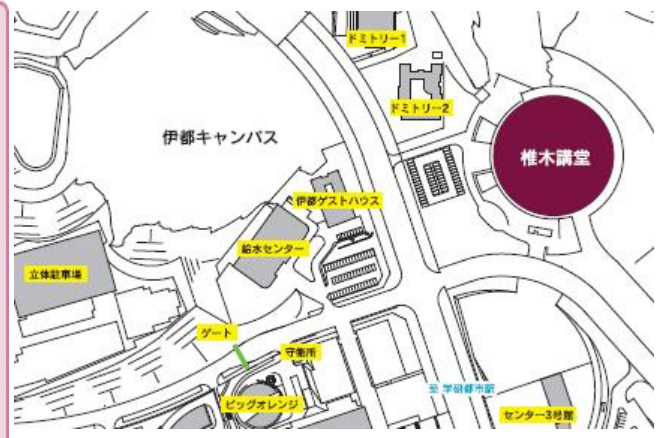 ドミトリー1
ドミトリー2
伊都キャンパス
椎木講堂
伊都ゲストハウス
給水センター
立体駐車場
ゲート
守衛所
至 学研都市駅
ビッグオレンジ
センター3号館